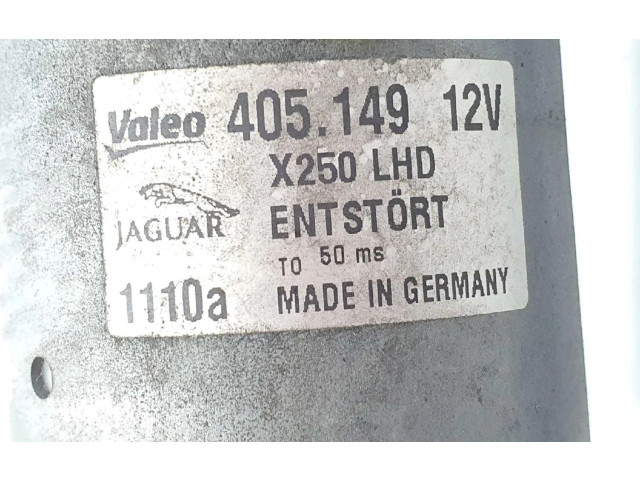 Valeo 405.149 12V
X250 LHD
JAGUAR ENTSTÖRT
TO 50 ms
1110a MADE IN GERMANY